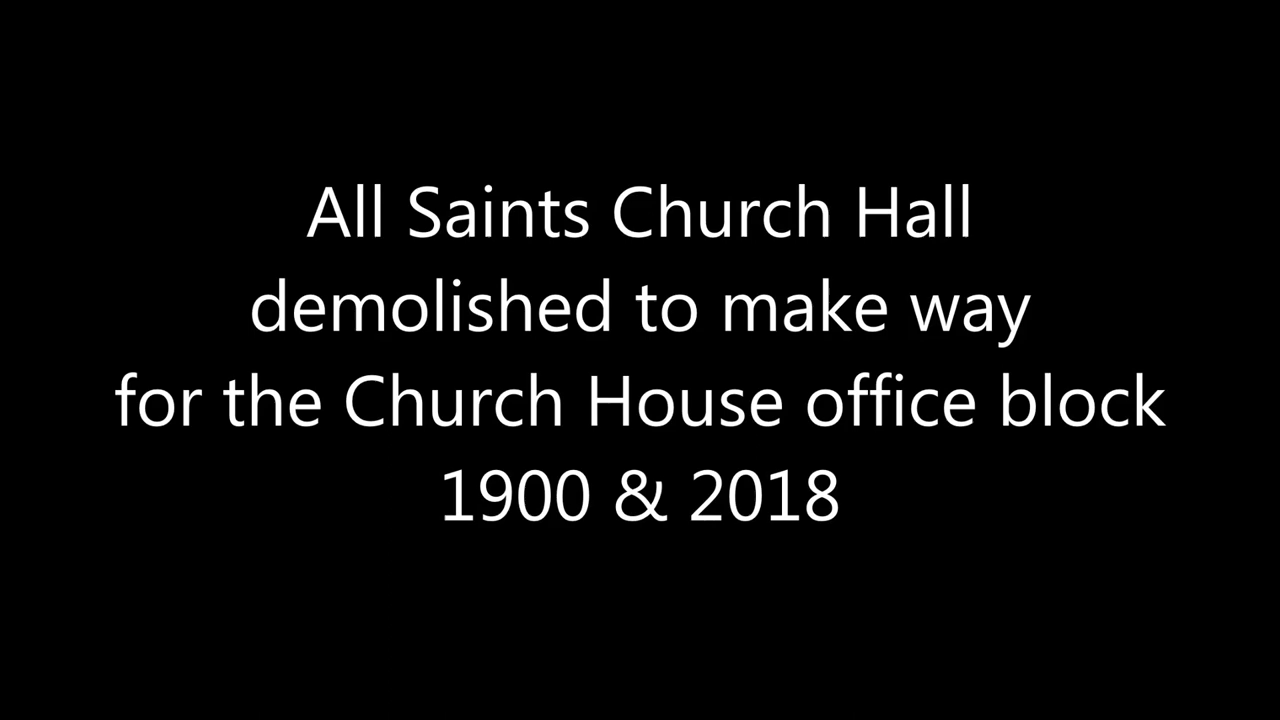 All Saints Church Hall
demolished to make way
for the Church House office block
1900 & 2018